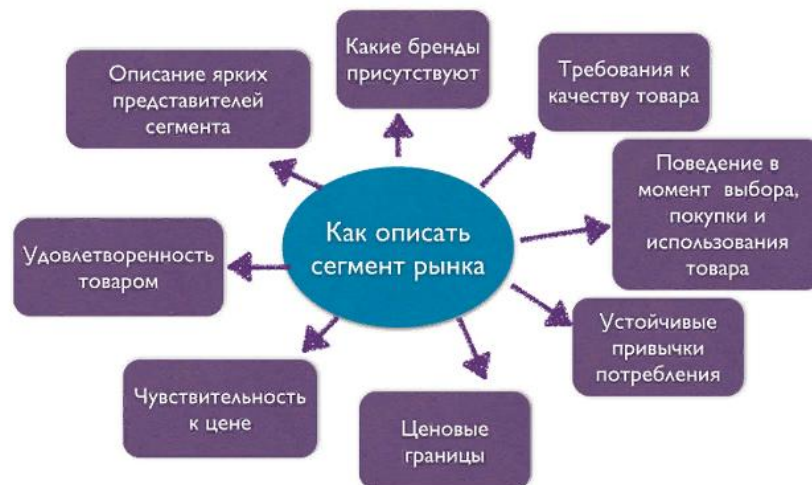 Как описать
сегмент рынка
Какие бренды
присутствуют
Требования к
качеству товара
Поведение в
момент выбора,
покупки и
использования
товара
Устойчивые
привычки
потребления
Ценовые
границы
Чувствительность
к цене
Удовлетворенность
товаром
Описание ярких
представителей
сегмента